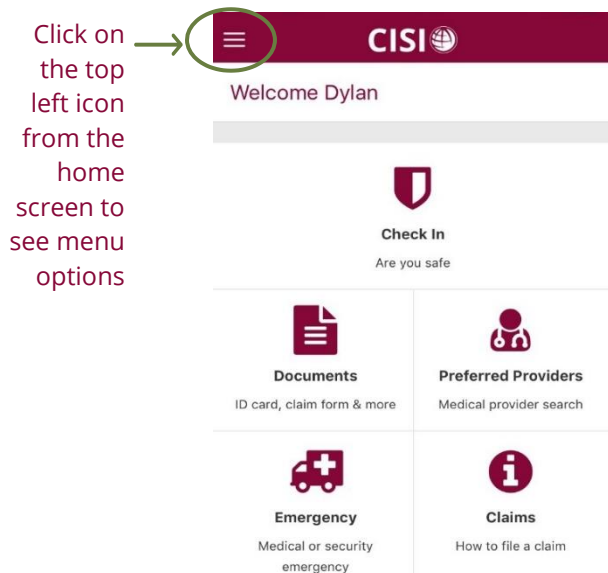 Click on
the top
left icon
from the
home
screen to
see menu
options
CISI
Welcome Dylan
Check In
Are you safe
Documents
ID card, claim form & more
Preferred Providers
Medical provider search
Emergency
Medical or security
emergency
Claims
How to file a claim